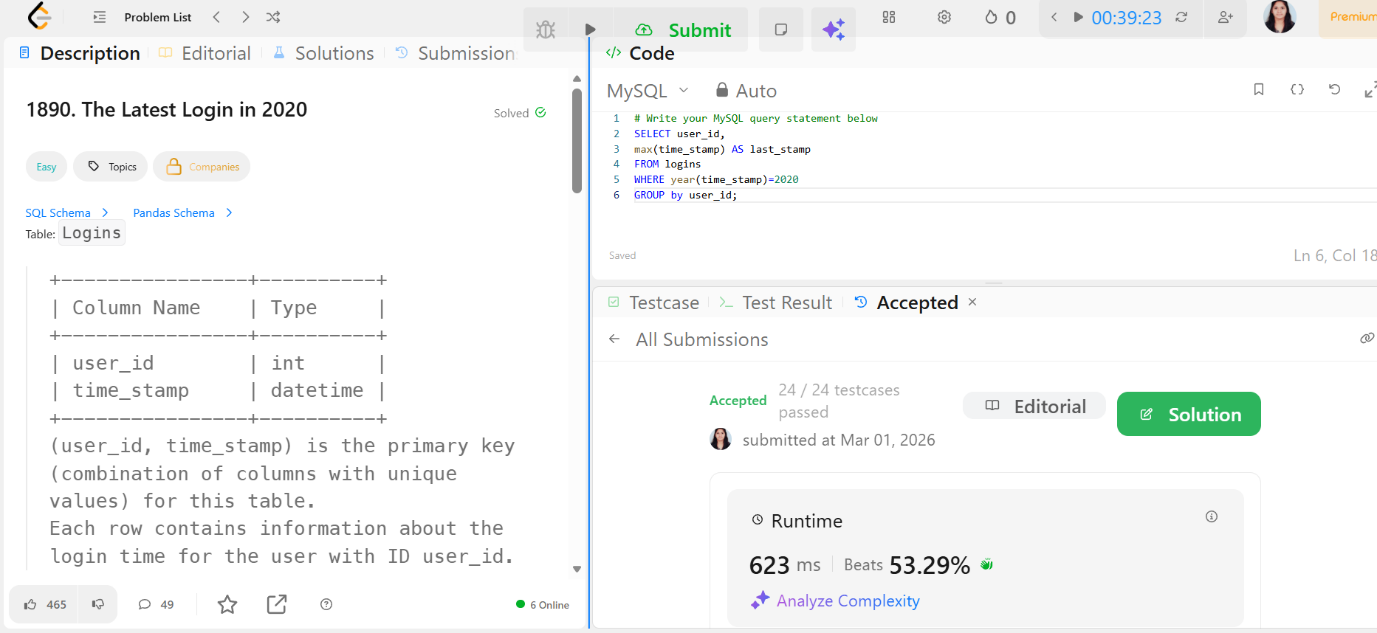 Problem List
Submit
0
00:39:23
Premium
Description
Editorial
Solutions
Submission
1890. The Latest Login in 2020
Solved
Easy
Topics
Companies
SQL Schema
Pandas Schema
Table: Logins
+----------------+----------+
| Column Name    | Type     |
+----------------+----------+
| user_id        | int      |
| time_stamp     | datetime |
+----------------+----------+
(user_id, time_stamp) is the primary key
(combination of columns with unique
values) for this table.
Each row contains information about the
login time for the user with ID user_id.
465
49
6 Online
</> Code
MySQL
Auto
1 # Write your MySQL query statement below
2 SELECT user_id,
3 max(time_stamp) AS last_stamp
4 FROM logins
5 WHERE year(time_stamp)=2020
6 GROUP by user_id;
Saved
Ln 6, Col 18
Testcase
Test Result
Accepted
All Submissions
Accepted
24 / 24 testcases
passed
submitted at Mar 01, 2026
Editorial
Solution
Runtime
623 ms
Beats 53.29%
Analyze Complexity